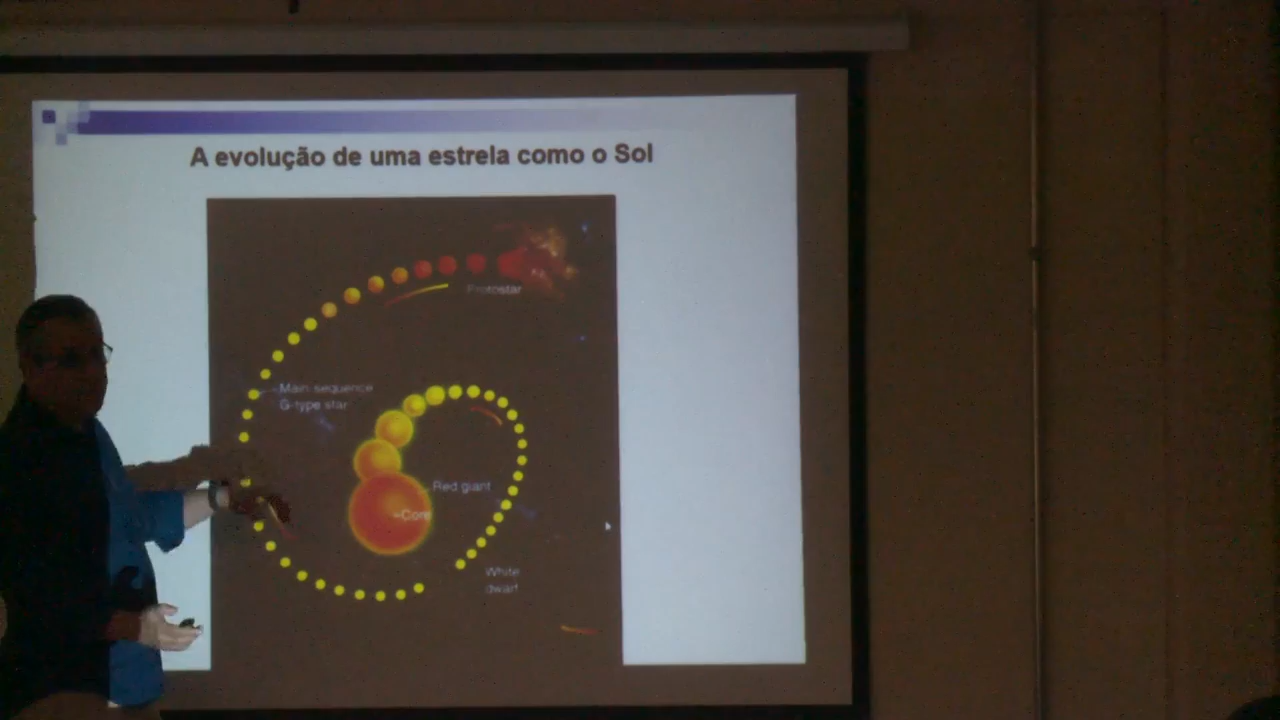 A evolução de uma estrela como o Sol
Protostar
Main sequence
G-type star
Red giant
Core
White
dwarf